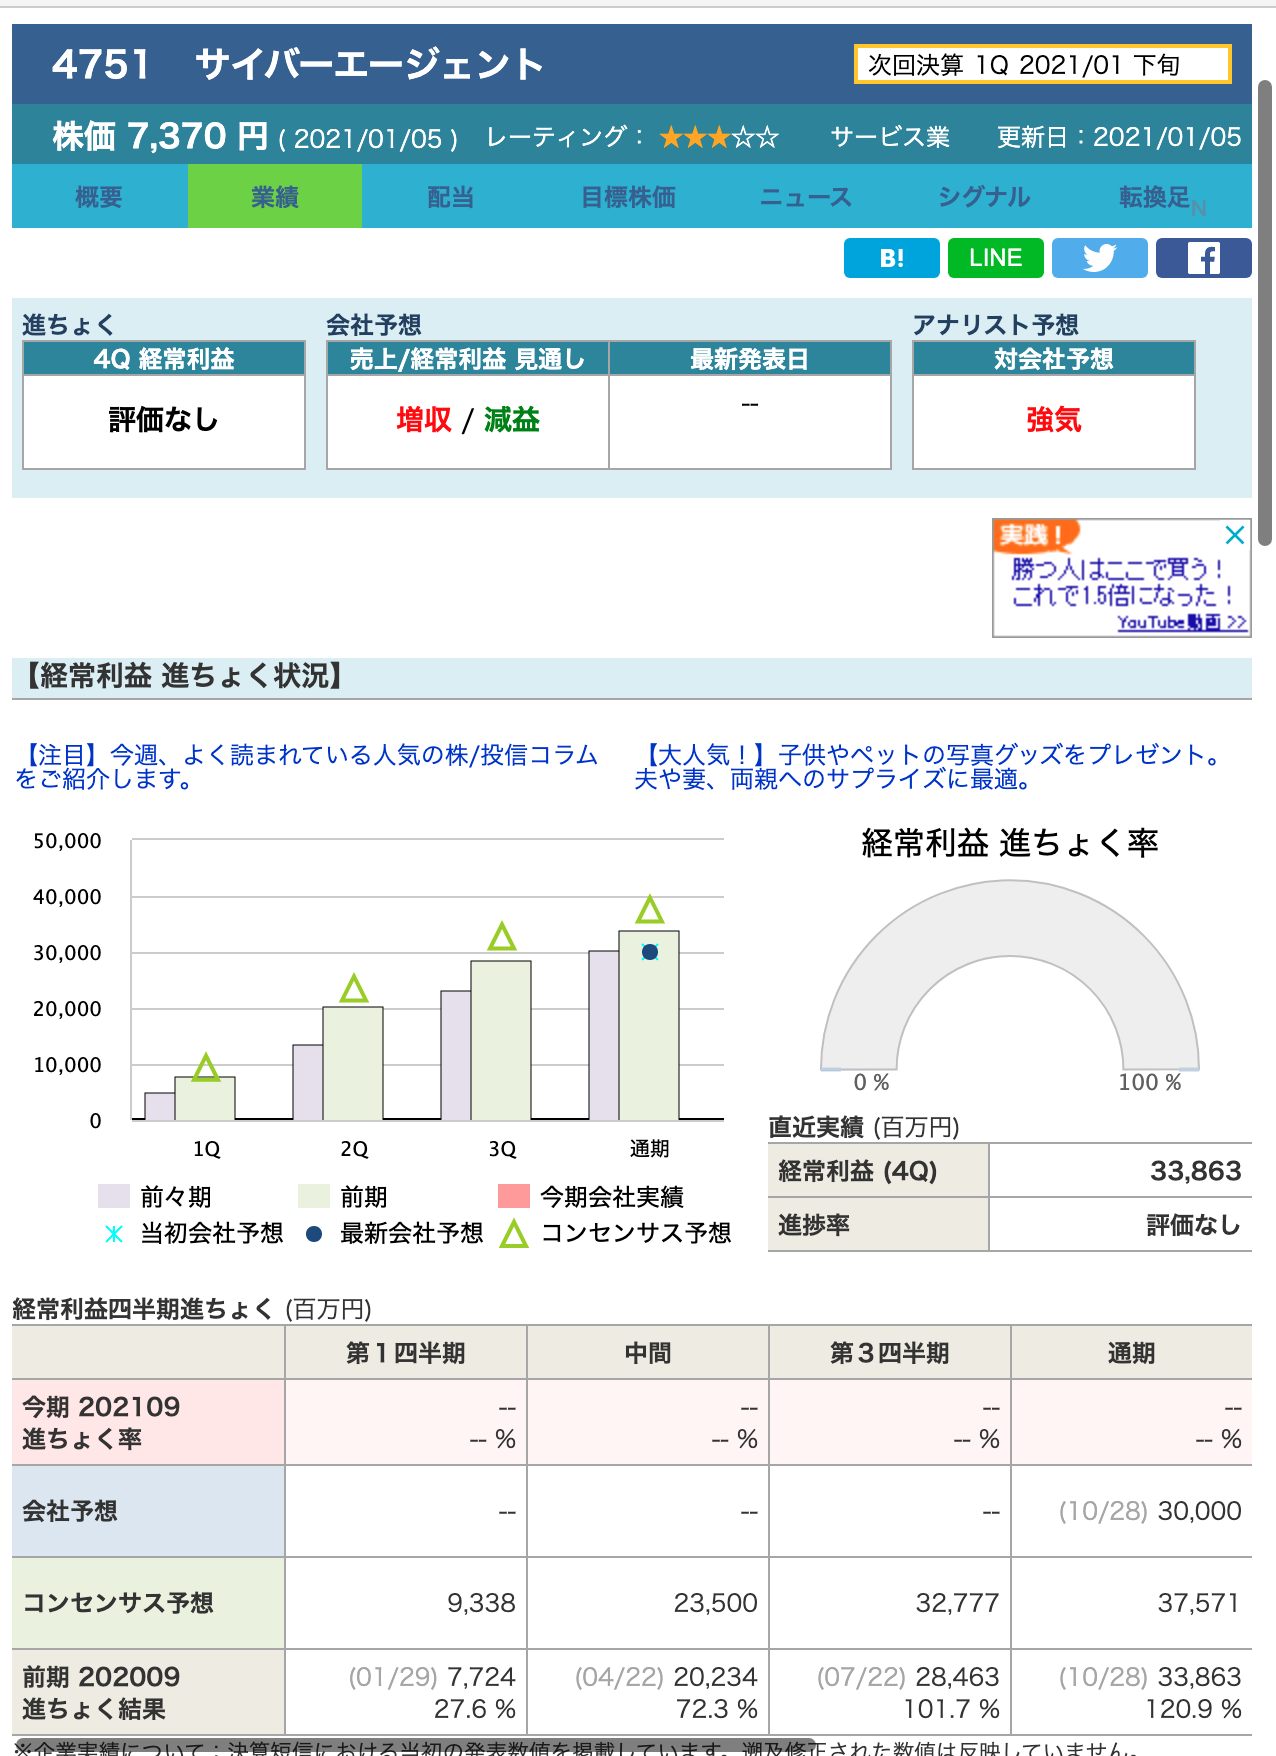 4751 サイバーエージェント
次回決算 1Q 2021/01 下旬
株価 7,370 円 ( 2021/01/05 ) レーティング： ★★★☆☆ サービス業 更新日：2021/01/05
概要 業績 配当 目標株価 ニュース シグナル 転換足 N
B! LINE
進ちょく 会社予想 アナリスト予想
4Q 経常利益 売上/経常利益 見通し 最新発表日 対会社予想
評価なし 増収 / 減益 -- 強気
実践！
勝つ人はここで買う！
これで1.5倍になった！
YouTube動画 >>
【経常利益 進ちょく状況】
【注目】今週、よく読まれている人気の株/投信コラム
をご紹介します。
【大人気！】子供やペットの写真グッズをプレゼント。
夫や妻、両親へのサプライズに最適。
50,000
40,000
30,000
20,000
10,000
0
1Q 2Q 3Q 通期
前々期 前期 今期会社実績
当初会社予想 最新会社予想 コンセンサス予想
経常利益 進ちょく率
0 % 100 %
直近実績 (百万円)
経常利益 (4Q) 33,863
進捗率 評価なし
経常利益四半期進ちょく (百万円)
第１四半期 中間 第３四半期 通期
今期 202109 -- -- -- --
進ちょく率 -- % -- % -- % -- %
会社予想 -- -- -- (10/28) 30,000
コンセンサス予想 9,338 23,500 32,777 37,571
前期 202009 (01/29) 7,724 (04/22) 20,234 (07/22) 28,463 (10/28) 33,863
進ちょく結果 27.6 % 72.3 % 101.7 % 120.9 %
※企業実績について：決算短信における当初の発表数値を掲載しています。遡及修正された数値は反映していません。